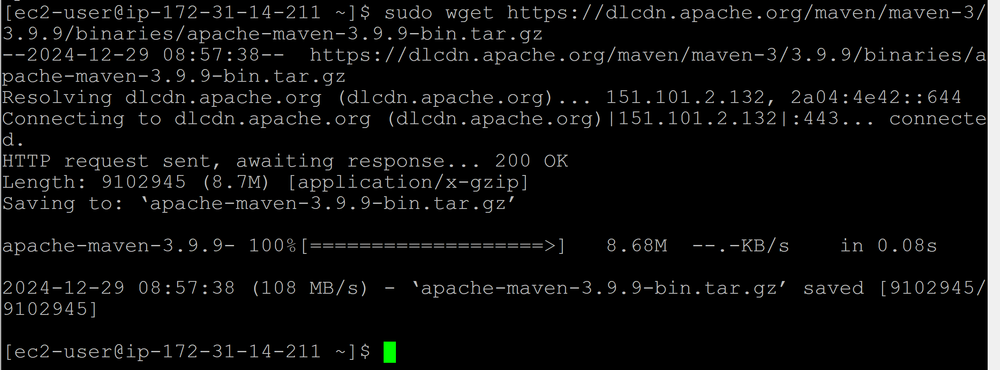 [ec2-user@ip-172-31-14-211 ~]$ sudo wget https://dlcdn.apache.org/maven/maven-3/
3.9.9/binaries/apache-maven-3.9.9-bin.tar.gz
--2024-12-29 08:57:38--  https://dlcdn.apache.org/maven/maven-3/3.9.9/binaries/a
pache-maven-3.9.9-bin.tar.gz
Resolving dlcdn.apache.org (dlcdn.apache.org)... 151.101.2.132, 2a04:4e42::644
Connecting to dlcdn.apache.org (dlcdn.apache.org)|151.101.2.132|:443... connecte
d.
HTTP request sent, awaiting response... 200 OK
Length: 9102945 (8.7M) [application/x-gzip]
Saving to: ‘apache-maven-3.9.9-bin.tar.gz’
apache-maven-3.9.9- 100%[===================>]   8.68M  --.-KB/s    in 0.08s
2024-12-29 08:57:38 (108 MB/s) - ‘apache-maven-3.9.9-bin.tar.gz’ saved [9102945/
9102945]
[ec2-user@ip-172-31-14-211 ~]$